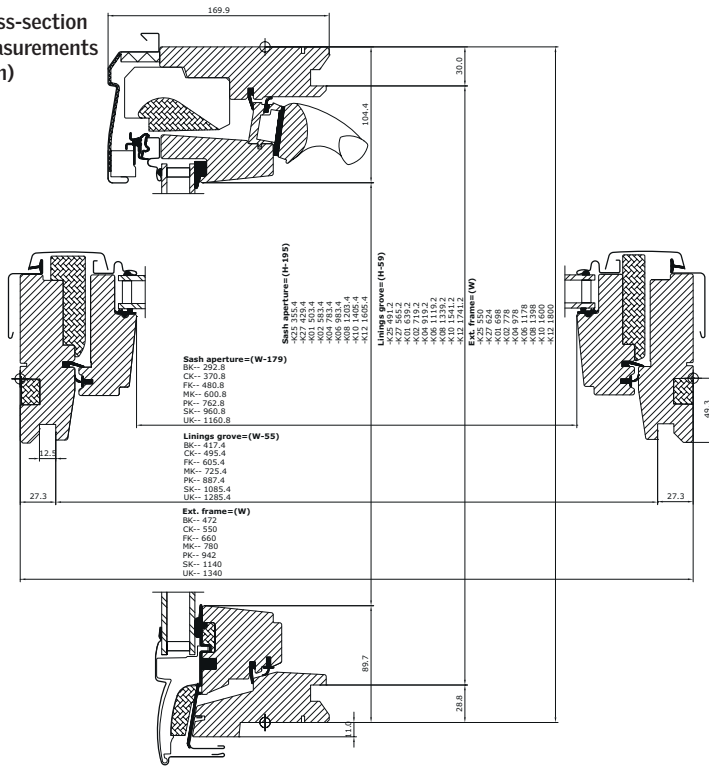 ss-section
asurements
n)
169.9
30.0
104.4
Sash aperture=(H-195)
-K25 355.4
-K27 429.4
-K01 503.4
-K02 583.4
-K04 783.4
-K06 983.4
-K08 1203.4
-K10 1405.4
-K12 1605.4
Linings grove=(H-59)
-K25 491.2
-K27 565.2
-K01 639.2
-K02 719.2
-K04 919.2
-K06 1119.2
-K08 1339.2
-K10 1541.2
-K12 1741.2
Ext. frame=(W)
-K25 550
-K27 624
-K01 698
-K02 778
-K04 978
-K06 1178
-K08 1398
-K10 1600
-K12 1800
Sash aperture=(W-179)
BK-- 292.8
CK-- 370.8
FK-- 480.8
MK-- 600.8
PK-- 762.8
SK-- 960.8
UK-- 1160.8
49.3
Linings grove=(W-55)
BK-- 417.4
CK-- 495.4
FK-- 605.4
MK-- 725.4
PK-- 887.4
SK-- 1085.4
UK-- 1285.4
12.5
27.3
27.3
Ext. frame=(W)
BK-- 472
CK-- 550
FK-- 660
MK-- 780
PK-- 942
SK-- 1140
UK-- 1340
89.7
28.8
11.0